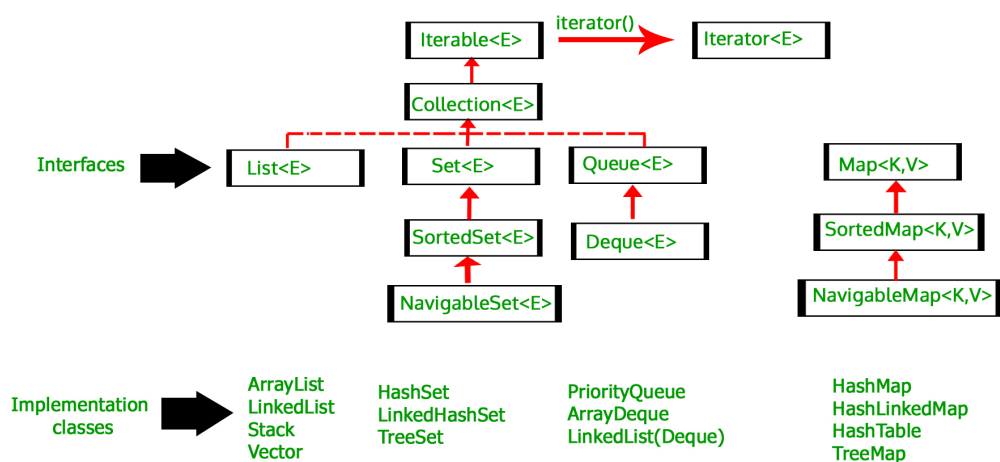 iterator()
Iterable<E>
Iterator<E>
Collection<E>
Interfaces
List<E>
Set<E>
Queue<E>
Map<K,V>
SortedSet<E>
Deque<E>
SortedMap<K,V>
NavigableSet<E>
NavigableMap<K,V>
Implementation
classes
ArrayList
LinkedList
Stack
Vector
HashSet
LinkedHashSet
TreeSet
PriorityQueue
ArrayDeque
LinkedList(Deque)
HashMap
HashLinkedMap
HashTable
TreeMap